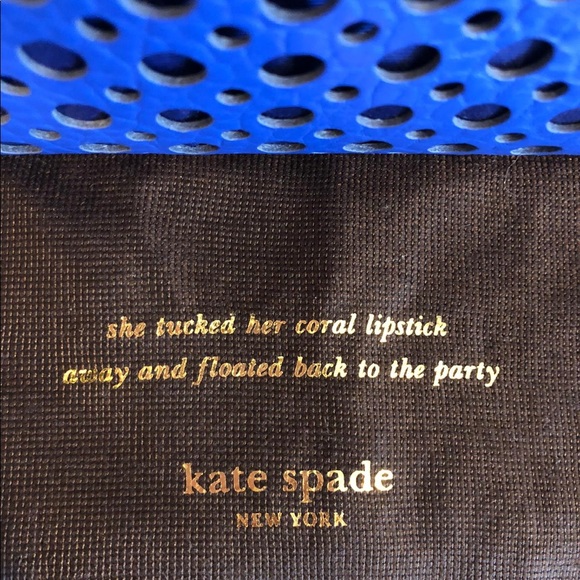 she tucked her coral lipstick
away and floated back to the party
kate spade
NEW YORK